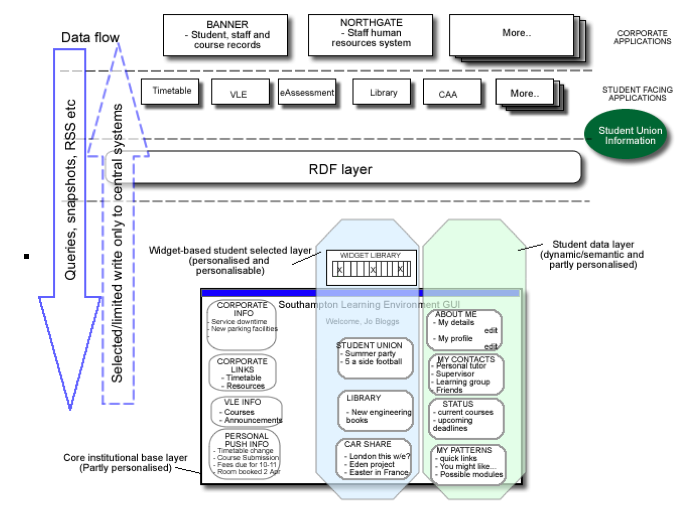 Data flow
BANNER
- Student, staff and
course records
NORTHGATE
- Staff human
resources system
More..
CORPORATE
APPLICATIONS
Timetable
VLE
eAssessment
Library
CAA
More..
STUDENT FACING
APPLICATIONS
Student Union
Information
RDF layer
Queries, snapshots, RSS etc
Selected/limited write only to central systems
Widget-based student selected layer
(personalised and
personalisable)
WIDGET LIBRARY
X
X
X
Student data layer
(dynamic/semantic and
partly personalised)
Southampton Learning Environment GUI
Welcome, Jo Bloggs
CORPORATE
INFO
- Service downtime
- New parking facilities
CORPORATE
LINKS
- Timetable
- Resources
VLE INFO
- Courses
- Announcements
PERSONAL
PUSH INFO
- Timetable change
- Course Submission
- Fees due for 10-11
- Room booked 2 Apr
STUDENT UNION
- Summer party
- 5 a side football
LIBRARY
- New engineering
books
CAR SHARE
- London this w/e?
- Eden project
- Easter in France
ABOUT ME
- My details
edit
- My profile
edit
MY CONTACTS
- Personal tutor
- Supervisor
- Learning group
- Friends
STATUS
- current courses
- upcoming
deadlines
MY PATTERNS
- quick links
- You might like...
- Possible modules
Core institutional base layer
(Partly personalised)